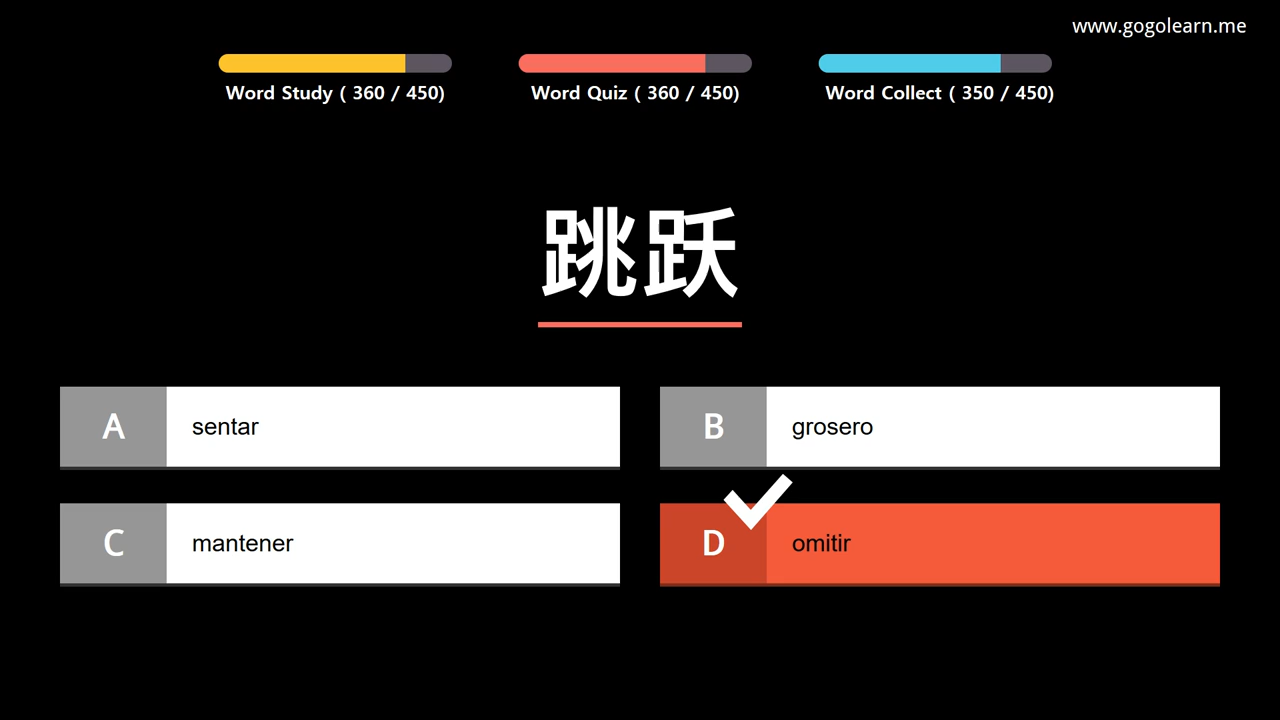 www.gogolearn.me
Word Study ( 360 / 450)
Word Quiz ( 360 / 450)
Word Collect ( 350 / 450)
跳跃
A sentar
B grosero
C mantener
D omitir